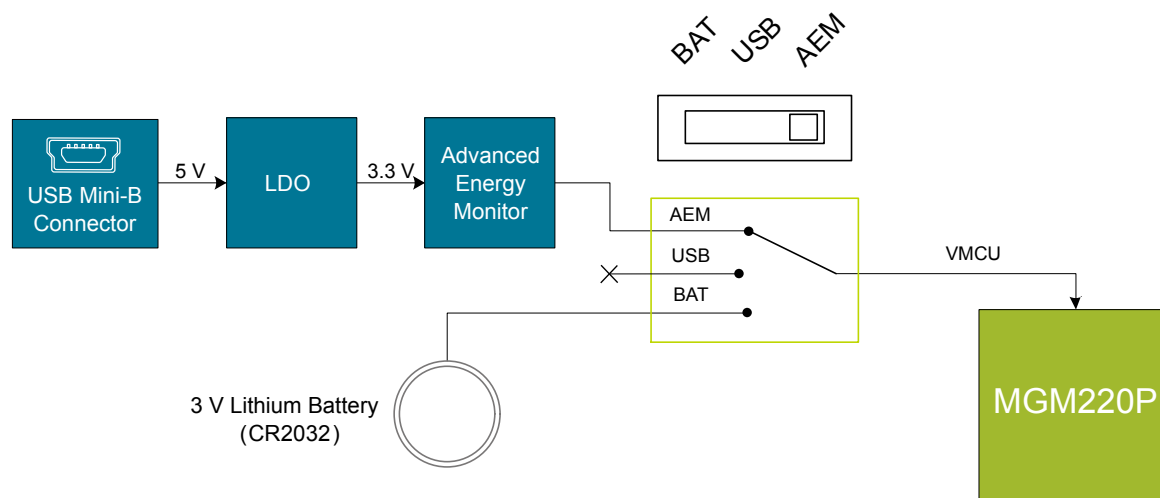 BAT
USB
AEM
USB Mini-B
Connector
5 V
LDO
3.3 V
Advanced
Energy
Monitor
AEM
USB
BAT
VMCU
3 V Lithium Battery
(CR2032)
MGM220P